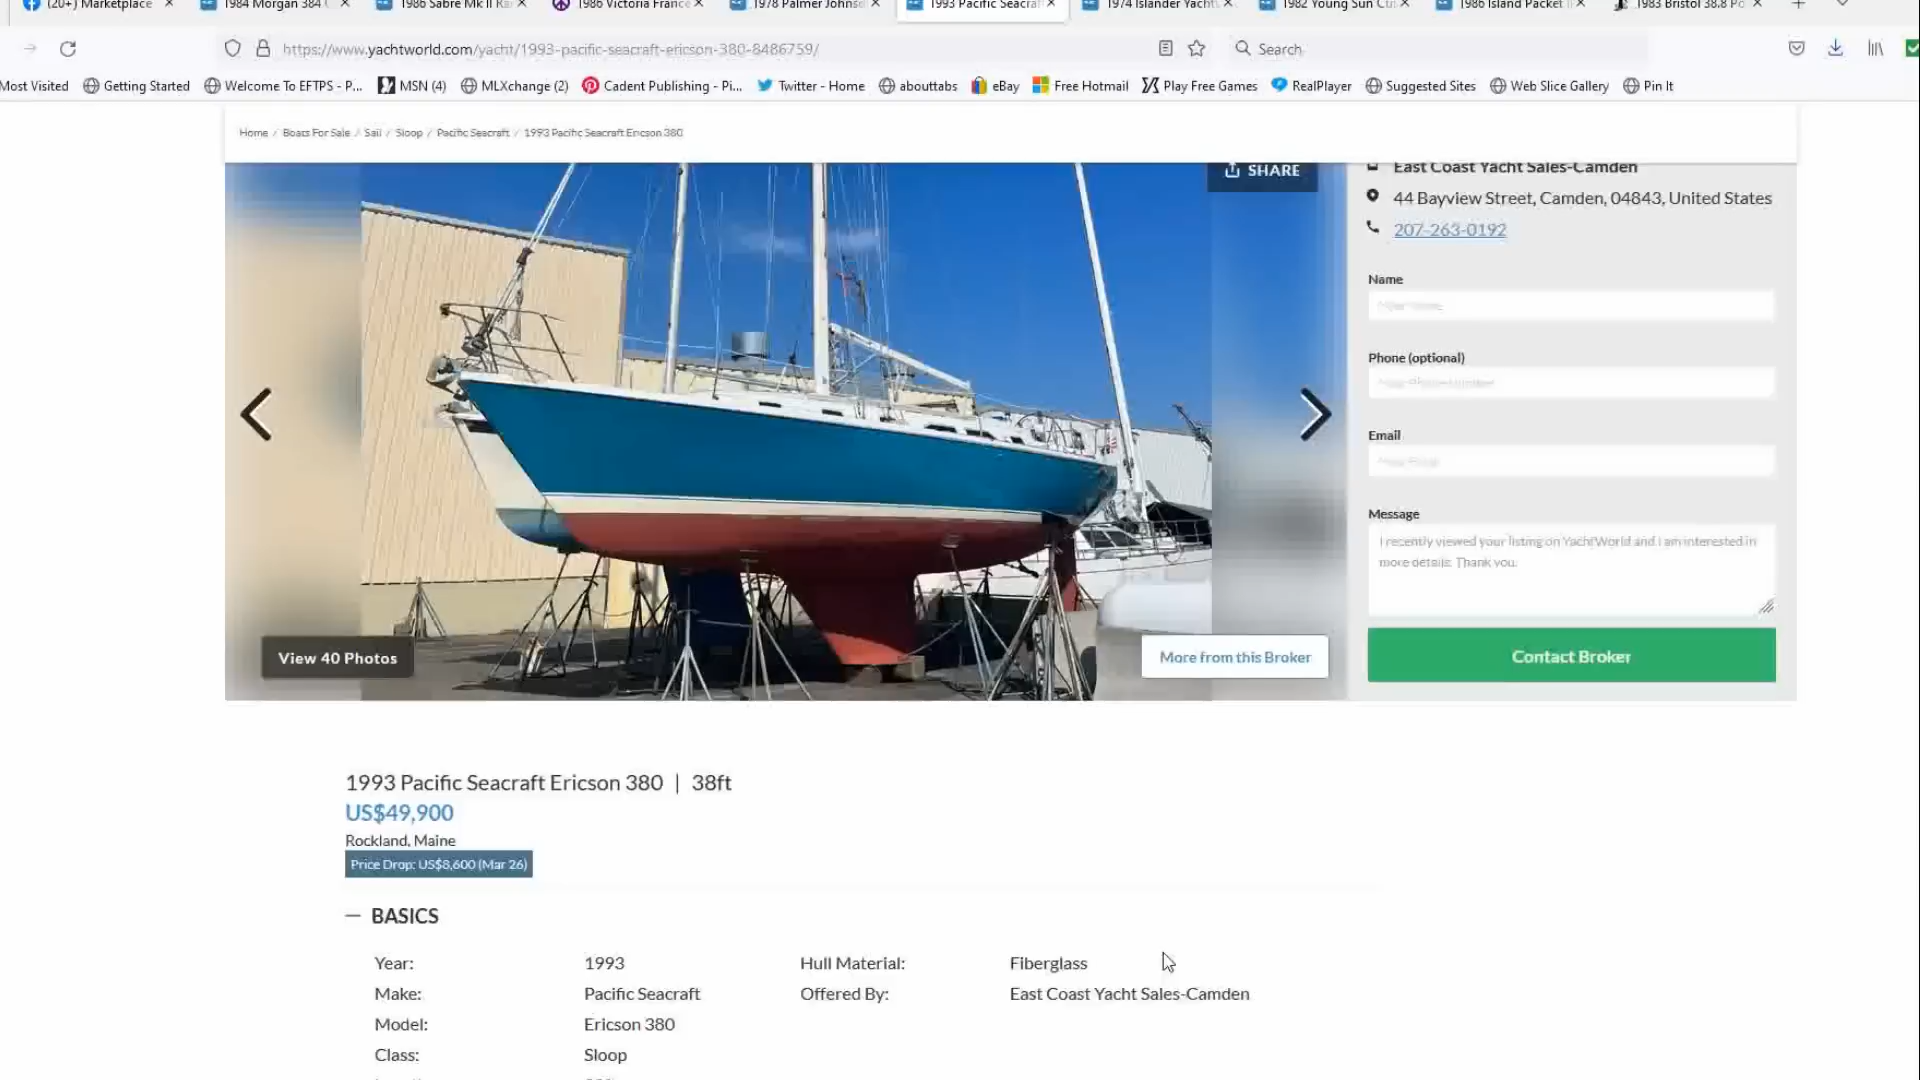 (20+) Marketplace
1984 Morgan 384
1986 Sabre Mk II
1986 Victoria France
1978 Palmer Johns
1993 Pacific Seacraf
1974 Islander Yacht
1982 Young Sun Cu
1986 Island Packet
1983 Bristol 38.8 Po
https://www.yachtworld.com/yacht/1993-pacific-seacraft-ericson-380-8486759/
Search
Most Visited
Getting Started
Welcome To EFTPS - P...
MSN (4)
MLXchange (2)
Cadent Publishing - Pi...
Twitter - Home
abouttabs
eBay
Free Hotmail
Play Free Games
RealPlayer
Suggested Sites
Web Slice Gallery
Pin It
Home / Boats For Sale / Sail / Sloop / Pacific Seacraft / 1993 Pacific Seacraft Ericson 380
SHARE
East Coast Yacht Sales-Camden
44 Bayview Street, Camden, 04843, United States
207-263-0192
Name
Phone (optional)
Email
Message
I recently viewed your listing on YachtWorld and I am interested in
more details. Thank you.
View 40 Photos
More from this Broker
Contact Broker
1993 Pacific Seacraft Ericson 380 | 38ft
US$49,900
Rockland, Maine
Price Drop: US$8,600 (Mar 26)
— BASICS
Year: 1993 Hull Material: Fiberglass
Make: Pacific Seacraft Offered By: East Coast Yacht Sales-Camden
Model: Ericson 380
Class: Sloop